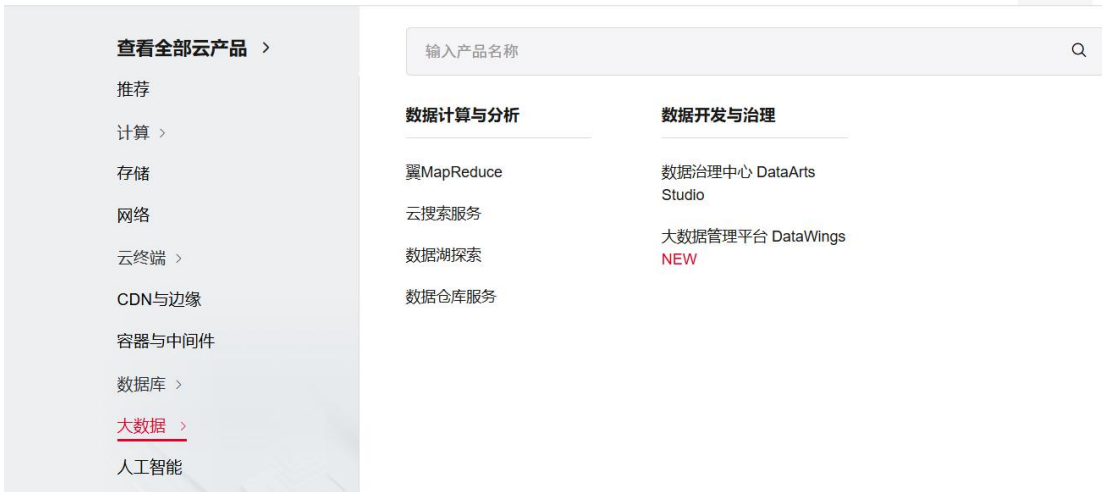 查看全部云产品 >
推荐
计算 >
存储
网络
云终端 >
CDN与边缘
容器与中间件
数据库 >
大数据 >
人工智能
输入产品名称
数据计算与分析
翼MapReduce
云搜索服务
数据湖探索
数据仓库服务
数据开发与治理
数据治理中心 DataArts
Studio
大数据管理平台 DataWings
NEW